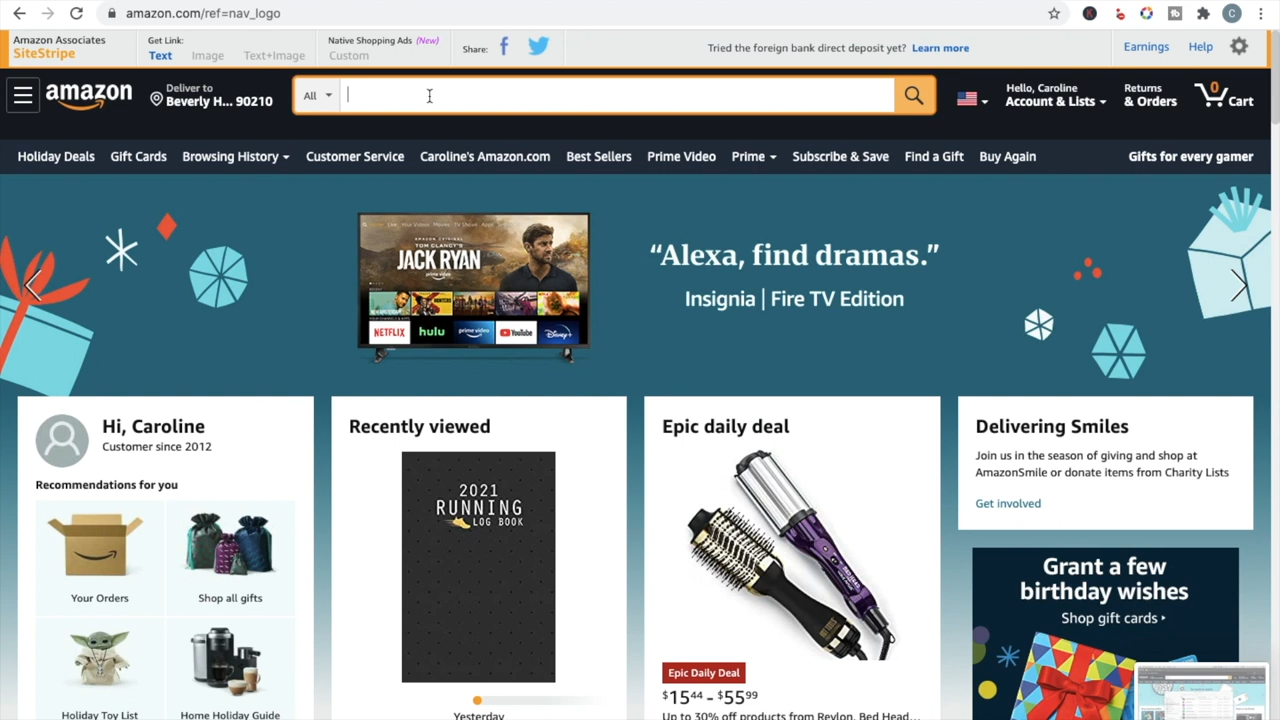 amazon.com/ref=nav_logo
K
C
Amazon Associates
SiteStripe
Get Link:
Text
Image
Text+Image
Native Shopping Ads (New)
Custom
Share:
Tried the foreign bank direct deposit yet? Learn more
Earnings
Help
amazon
Deliver to
Beverly H... 90210
All
Hello, Caroline
Account & Lists
Returns
& Orders
0
Cart
Holiday Deals
Gift Cards
Browsing History
Customer Service
Caroline's Amazon.com
Best Sellers
Prime Video
Prime
Subscribe & Save
Find a Gift
Buy Again
Gifts for every gamer
AMAZON ORIGINAL
TOM CLANCY'S
JACK RYAN
prime video
NETFLIX
hulu
prime video
YouTube
Disney+
“Alexa, find dramas.”
Insignia | Fire TV Edition
Hi, Caroline
Customer since 2012
Recommendations for you
Your Orders
Shop all gifts
Holiday Toy List
Home Holiday Guide
Recently viewed
2021
RUNNING
LOG BOOK
Yesterday
Epic daily deal
Epic Daily Deal
$15.44 - $55.99
Up to 30% off products from Revlon, Bed Head...
Delivering Smiles
Join us in the season of giving and shop at
AmazonSmile or donate items from Charity Lists
Get involved
Grant a few
birthday wishes
Shop gift cards